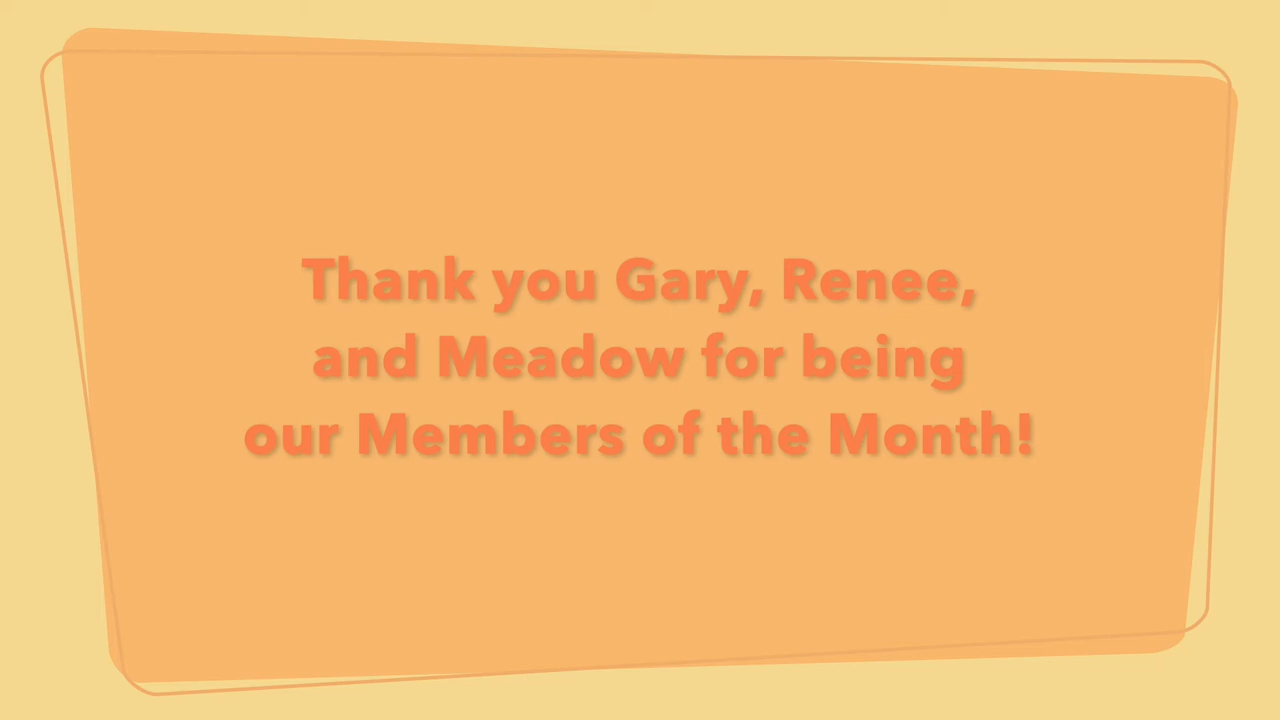 Thank you Gary, Renee,
and Meadow for being
our Members of the Month!